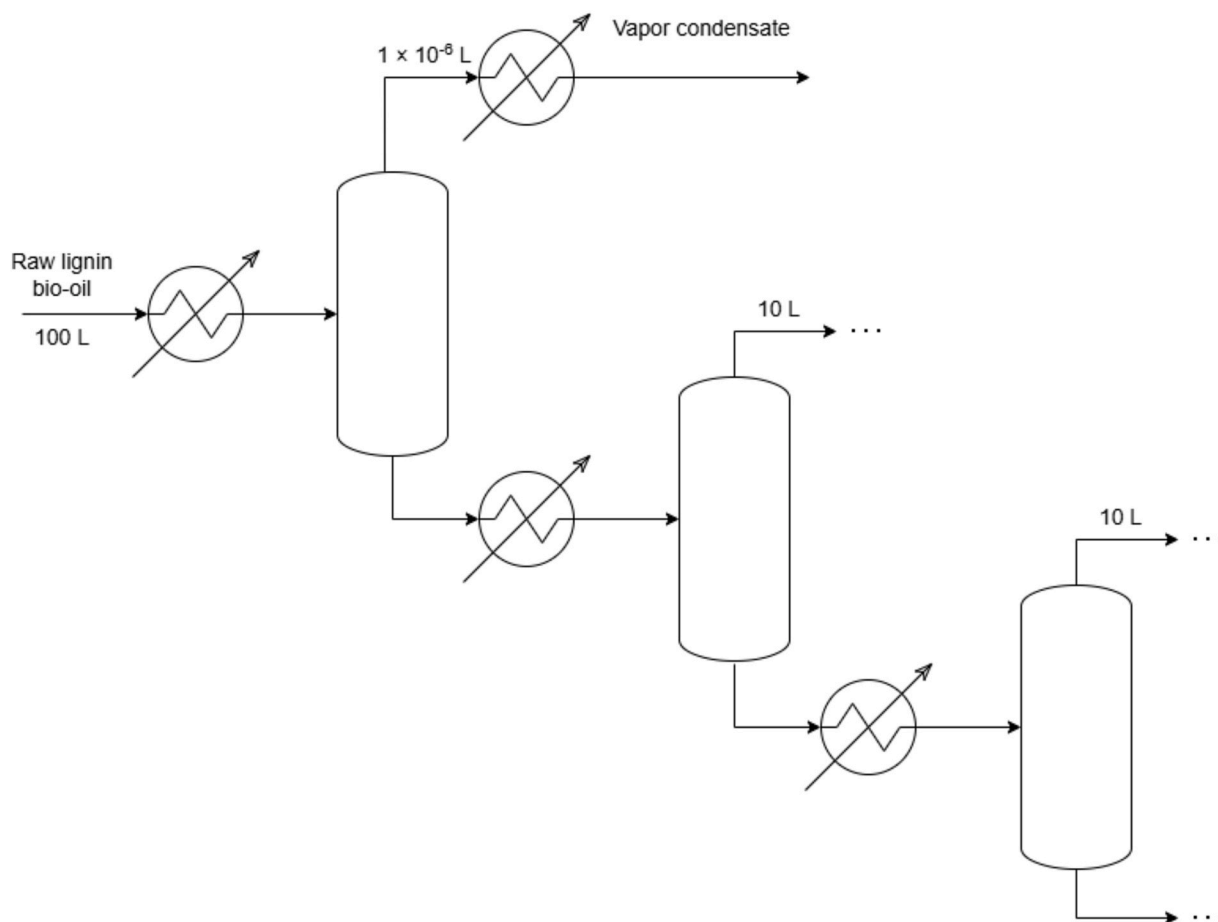 Vapor condensate
1 × 10⁻⁶ L
Raw lignin
bio-oil
100 L
10 L
...
10 L
..
..